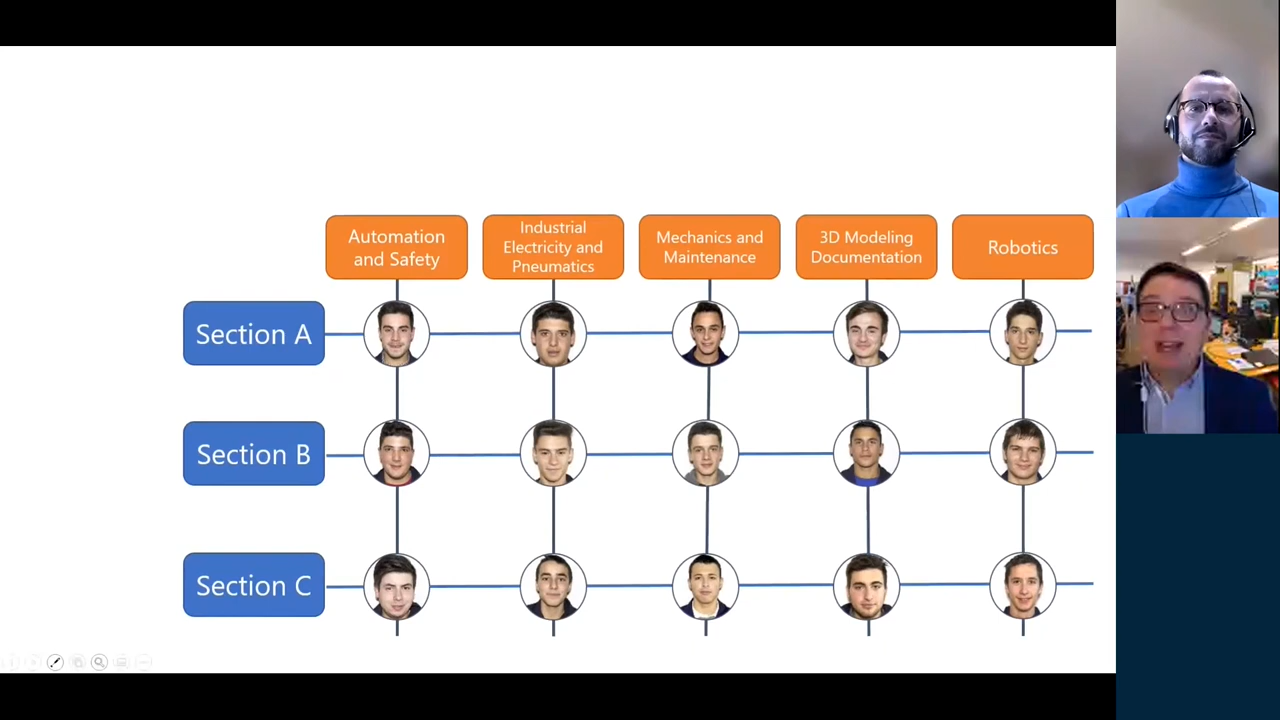 Automation
and Safety
Industrial
Electricity and
Pneumatics
Mechanics and
Maintenance
3D Modeling
Documentation
Robotics
Section A
Section B
Section C